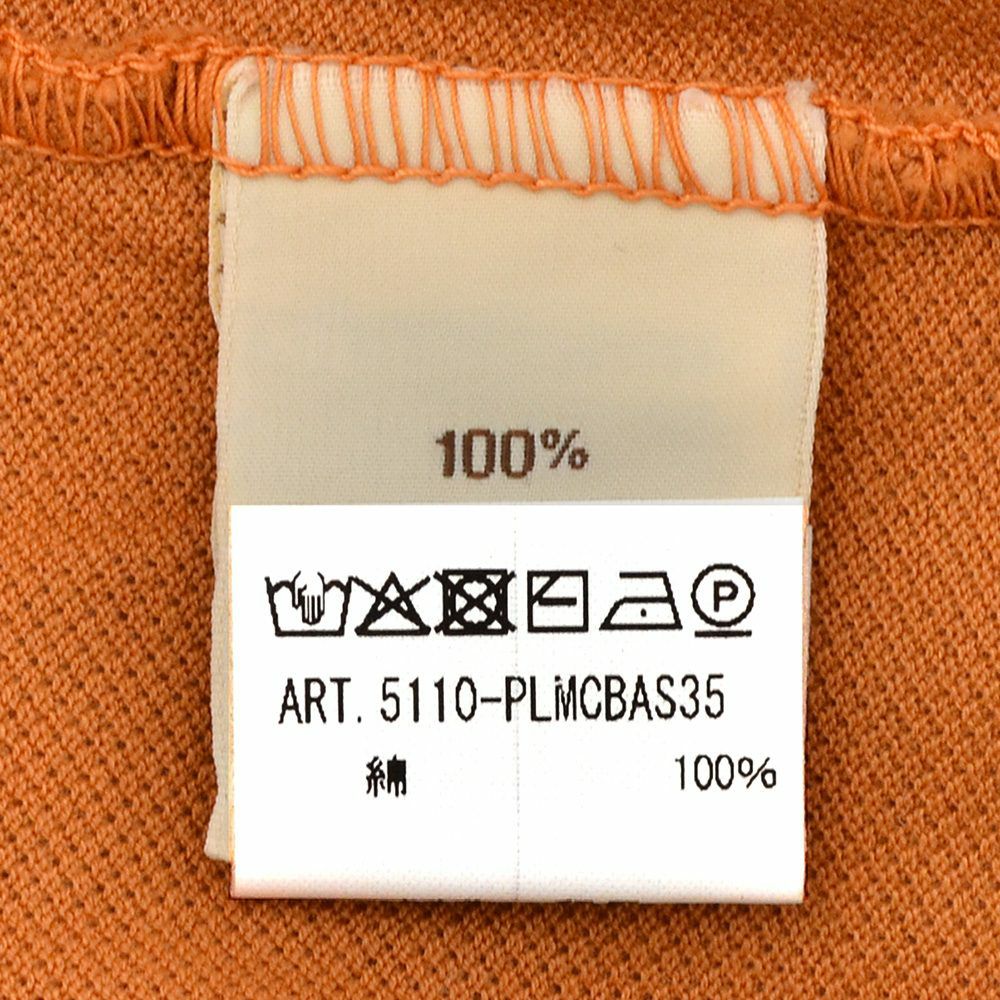 100%
P
ART. 5110-PLMCBAS35
綿 100%